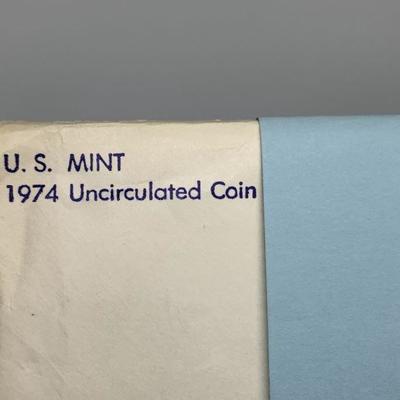 U. S. MINT
1974 Uncirculated Coin